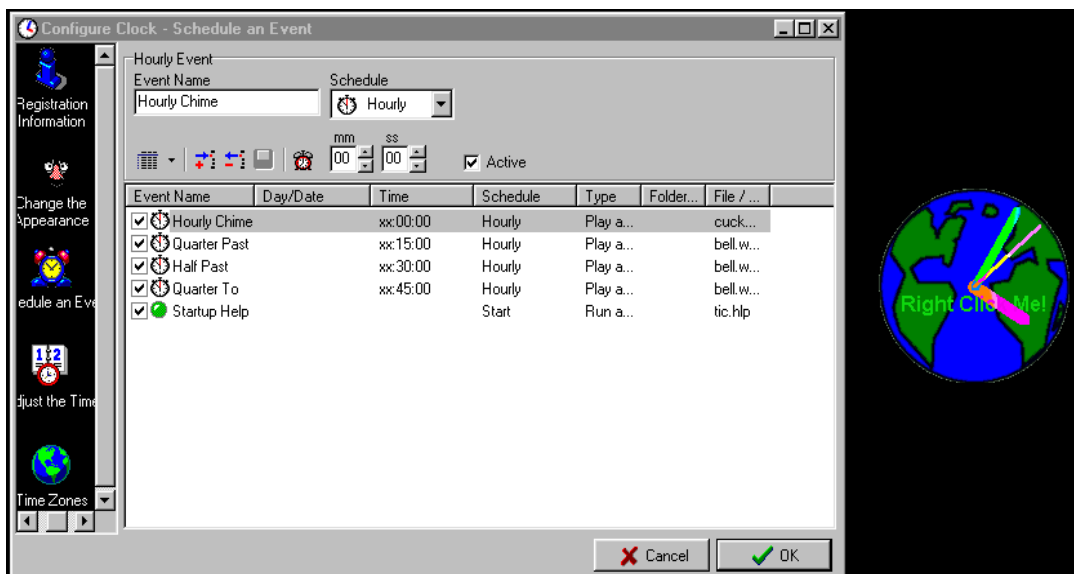 Configure Clock - Schedule an Event
Registration
Information
Change the
Appearance
edule an Eve
djust the Time
Time Zones
Hourly Event
Event Name Schedule
Hourly Chime Hourly
mm ss
00 00 Active
Event Name Day/Date Time Schedule Type Folder... File / ...
Hourly Chime xx:00:00 Hourly Play a... cuck...
Quarter Past xx:15:00 Hourly Play a... bell.w...
Half Past xx:30:00 Hourly Play a... bell.w...
Quarter To xx:45:00 Hourly Play a... bell.w...
Startup Help Start Run a... tic.hlp
Cancel OK
Right Click Me!
12